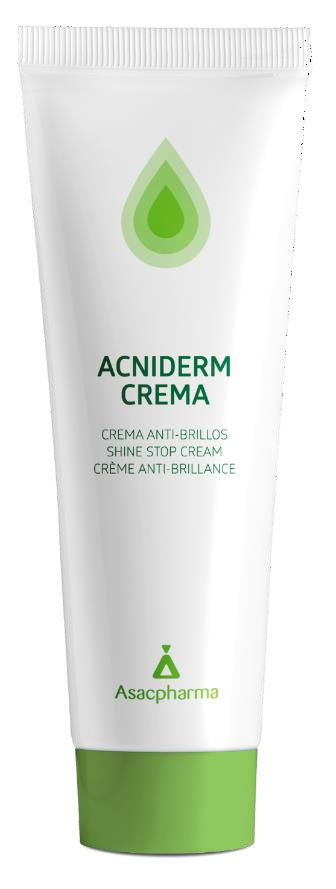 ACNIDERM
CREMA
CREMA ANTI-BRILLOS
SHINE STOP CREAM
CRÈME ANTI-BRILLANCE
Asacpharma